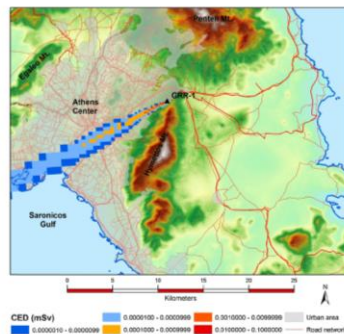 Penteli Mt.
Egaleo Mt.
GRR-1
Athens
Center
Hymettus Mt.
Saronicos
Gulf
0 5 10 15 20 25
Kilometers
N
CED (mSv)
0.0000100 - 0.0000999
0.0010000 - 0.0099999
Urban area
0.0000010 - 0.0000099
0.0001000 - 0.0009999
0.0100000 - 0.1000000
Road network